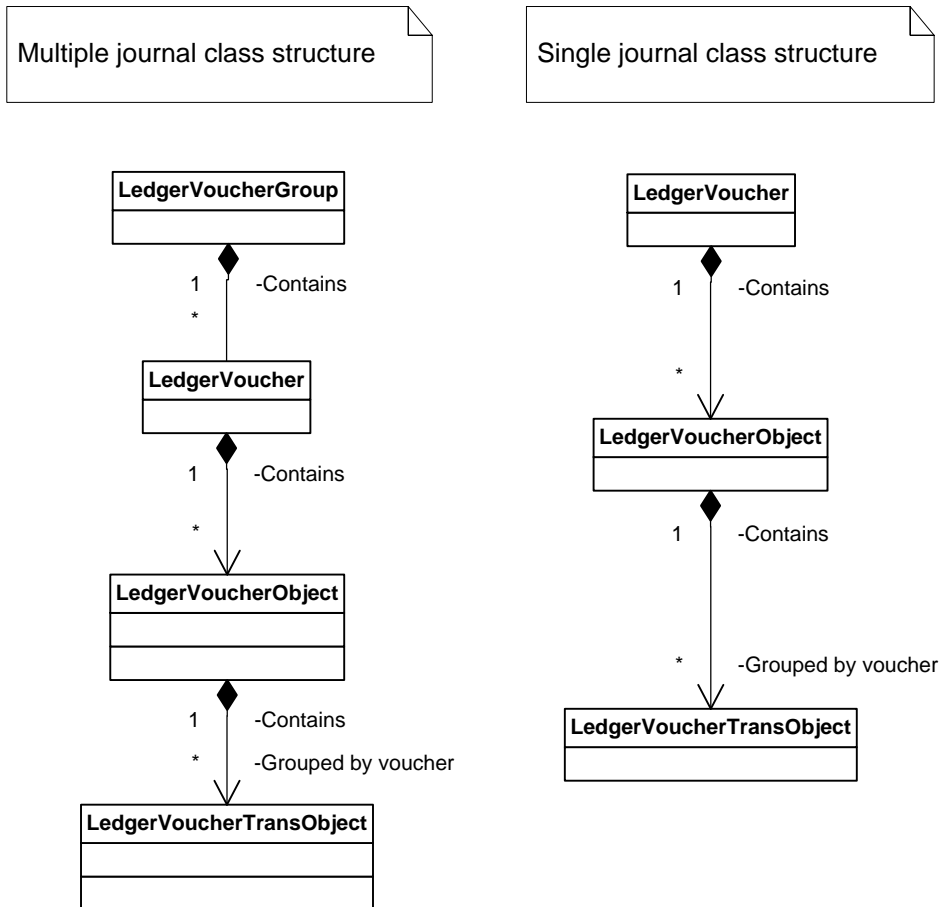 Multiple journal class structure
LedgerVoucherGroup
1 -Contains
*
LedgerVoucher
1 -Contains
*
LedgerVoucherObject
1 -Contains
* -Grouped by voucher
LedgerVoucherTransObject
Single journal class structure
LedgerVoucher
1 -Contains
*
LedgerVoucherObject
1 -Contains
* -Grouped by voucher
LedgerVoucherTransObject